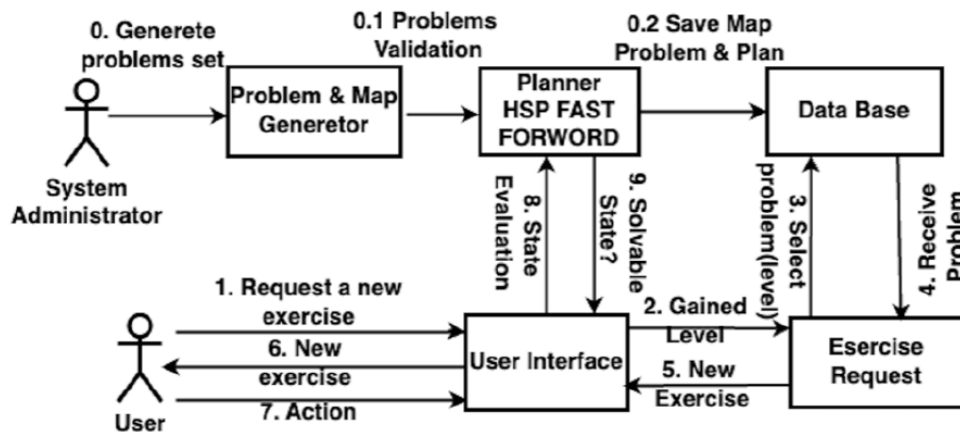 0. Generete
problems set
0.1 Problems
Validation
0.2 Save Map
Problem & Plan
Problem & Map
Generetor
Planner
HSP FAST
FORWORD
Data Base
System
Administrator
8. State
Evaluation
9. Solvable
State?
3. Select
problem(level)
4. Receive
Problem
1. Request a new
exercise
6. New
exercise
7. Action
User
User Interface
2. Gained
Level
5. New
Exercise
Esercise
Request